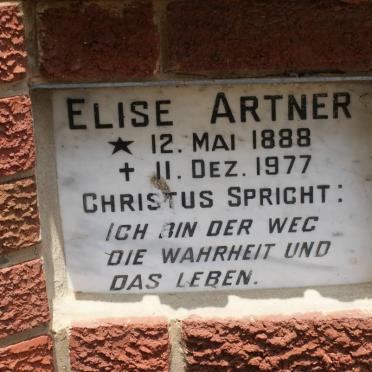 ELISE ARTNER
★ 12. MAI 1888
✝ 11. DEZ. 1977
CHRISTUS SPRICHT:
ICH BIN DER WEG
DIE WAHRHEIT UND
DAS LEBEN.